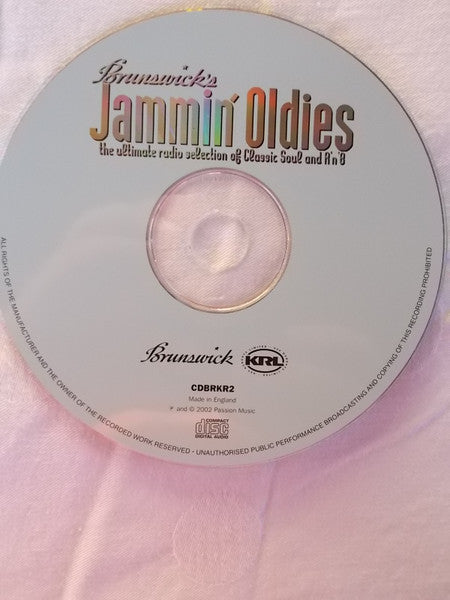 Brunswick's
Jammin' Oldies
the ultimate radio selection of Classic Soul and R'n'B
Brunswick KRL
CDBRKR2
Made in England
℗ and © 2002 Passion Music
COMPACT
disc
DIGITAL AUDIO
ALL RIGHTS OF THE MANUFACTURER AND THE OWNER OF THE RECORDED WORK RESERVED - UNAUTHORISED PUBLIC PERFORMANCE BROADCASTING AND COPYING OF THIS RECORDING PROHIBITED